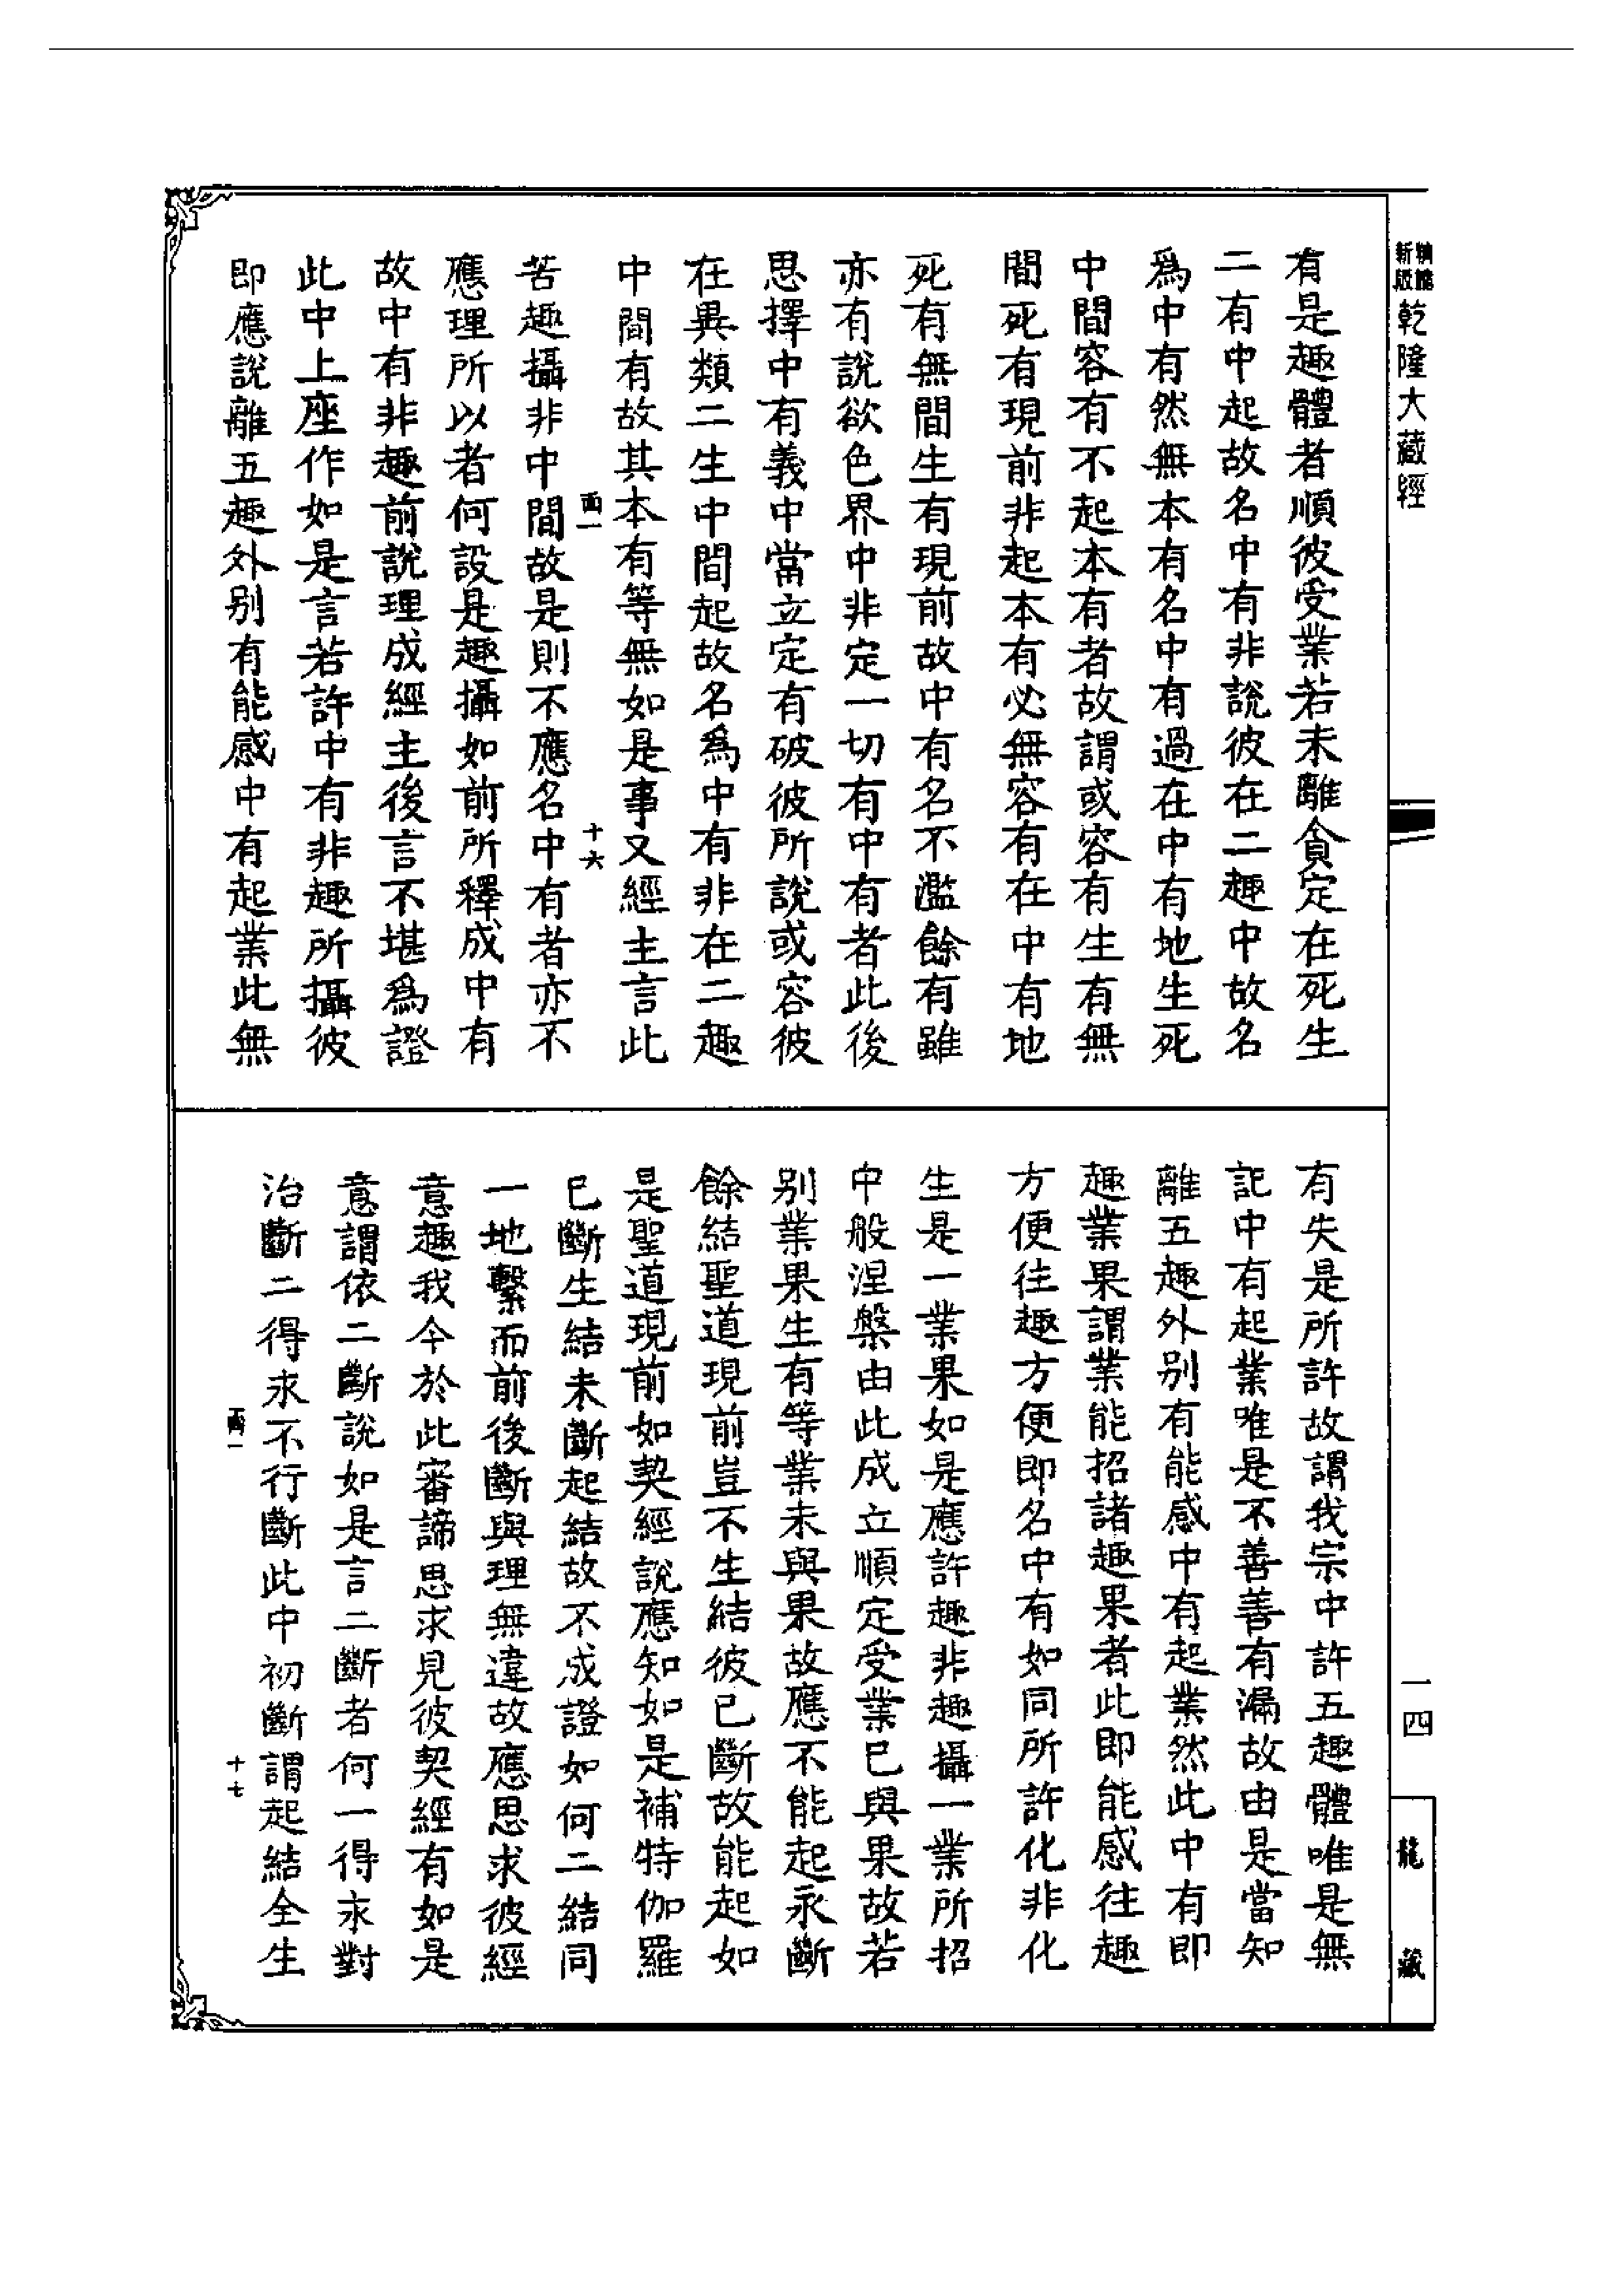 乾隆大藏經
有是趣體者順彼受業若未離貪定在死生
二有中起故名中有非說彼在二趣中故名
爲中有然無本有名中有過在中有地生死
中間容有不起本有者故謂或容有生有無
間死有現前非起本有必無容有在中有地
死有無間生有現前故中有名不濫餘有雖
亦有說欲色界中非定一切有中有者此後
思擇中有義中當立定有破彼所說或容彼
在異類二生中間起故名爲中有非在二趣
中間有故其本有等無如是事又經主言此
十六
苦趣攝非中間故是則不應名中有者亦不
應理所以者何設是趣攝如前所釋成中有
故中有非趣前說理成經主後言不堪爲證
此中上座作如是言若許中有非趣所攝彼
即應說離五趣外别有能感中有起業此無
一四
龍藏
有失是所許故謂我宗中許五趣體唯是無
記中有起業唯是不善善有漏故由是當知
離五趣外别有能感中有起業然此中有即
趣業果謂業能招諸趣果者此即能感往趣
方便往趣方便即名中有如同所許化非化
生是一業果如是應許趣非趣攝一業所招
中般涅槃由此成立順定受業已與果故若
别業果生有等業未與果故應不能起永斷
餘結聖道現前豈不生結彼已斷故能起如
是聖道現前如契經說應知如是補特伽羅
已斷生結未斷起結故不成證如何二結同
一地繫而前後斷與理無違故應思求彼經
意趣我今於此審諦思求見彼契經有如是
意謂依二斷說如是言二斷者何一得永對
治斷二得永不行斷此中初斷謂起結全生
十七